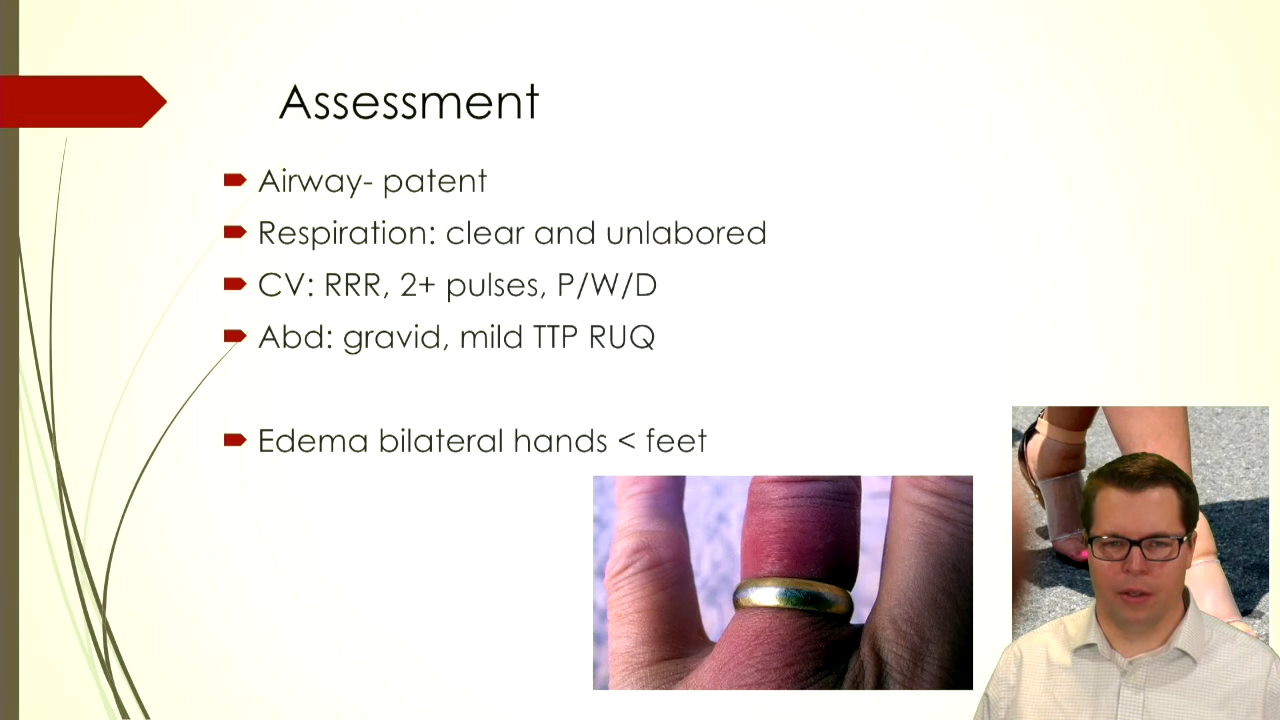 Assessment
Airway- patent
Respiration: clear and unlabored
CV: RRR, 2+ pulses, P/W/D
Abd: gravid, mild TTP RUQ
Edema bilateral hands < feet